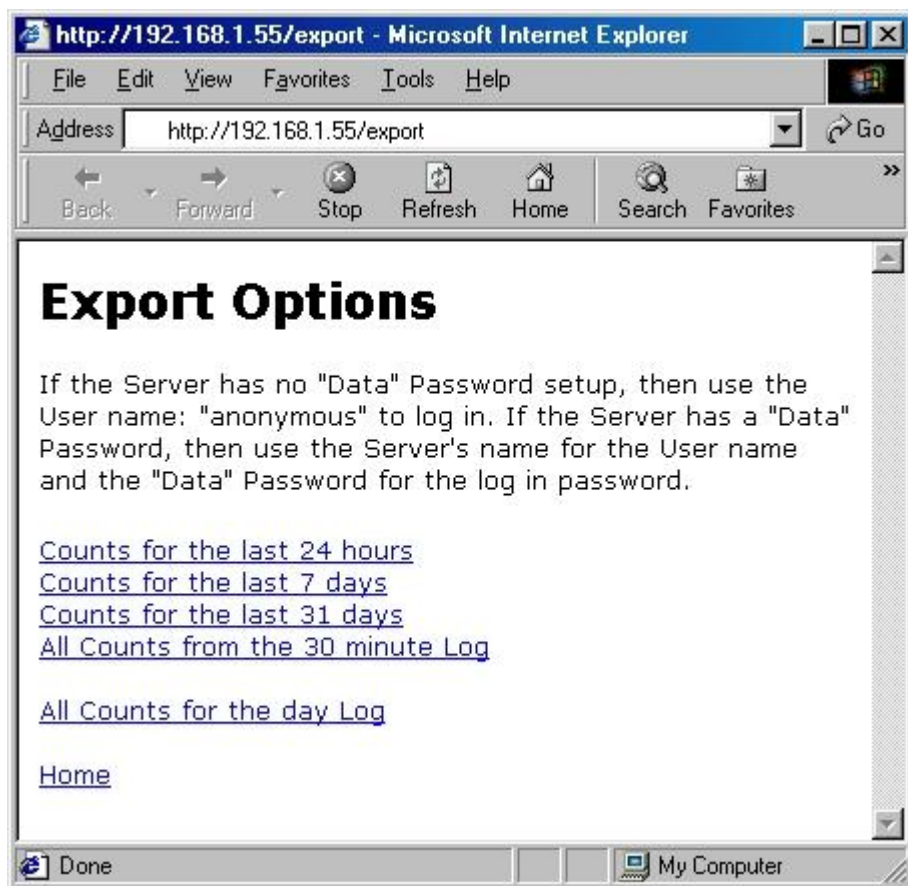 http://192.168.1.55/export - Microsoft Internet Explorer
File Edit View Favorites Tools Help
Address http://192.168.1.55/export Go
Back Forward Stop Refresh Home Search Favorites »
Export Options
If the Server has no "Data" Password setup, then use the
User name: "anonymous" to log in. If the Server has a "Data"
Password, then use the Server's name for the User name
and the "Data" Password for the log in password.
Counts for the last 24 hours
Counts for the last 7 days
Counts for the last 31 days
All Counts from the 30 minute Log
All Counts for the day Log
Home
Done My Computer